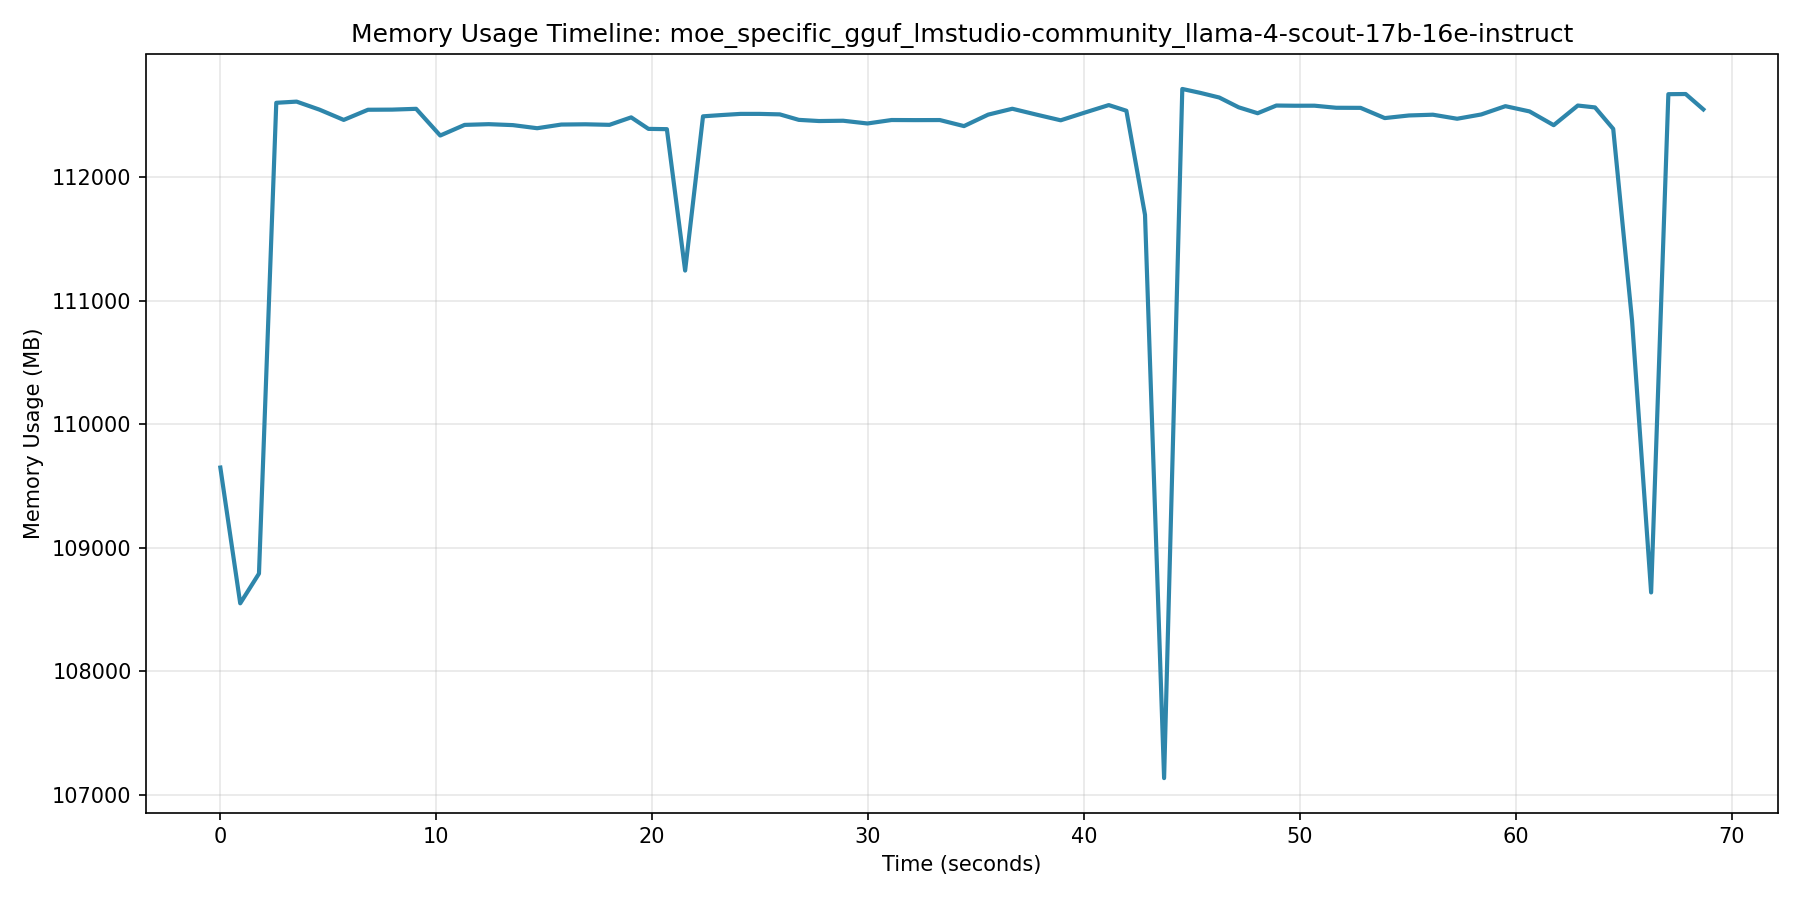 Memory Usage Timeline: moe_specific_gguf_lmstudio-community_llama-4-scout-17b-16e-instruct
Memory Usage (MB)
112000
111000
110000
109000
108000
107000
0 10 20 30 40 50 60 70
Time (seconds)